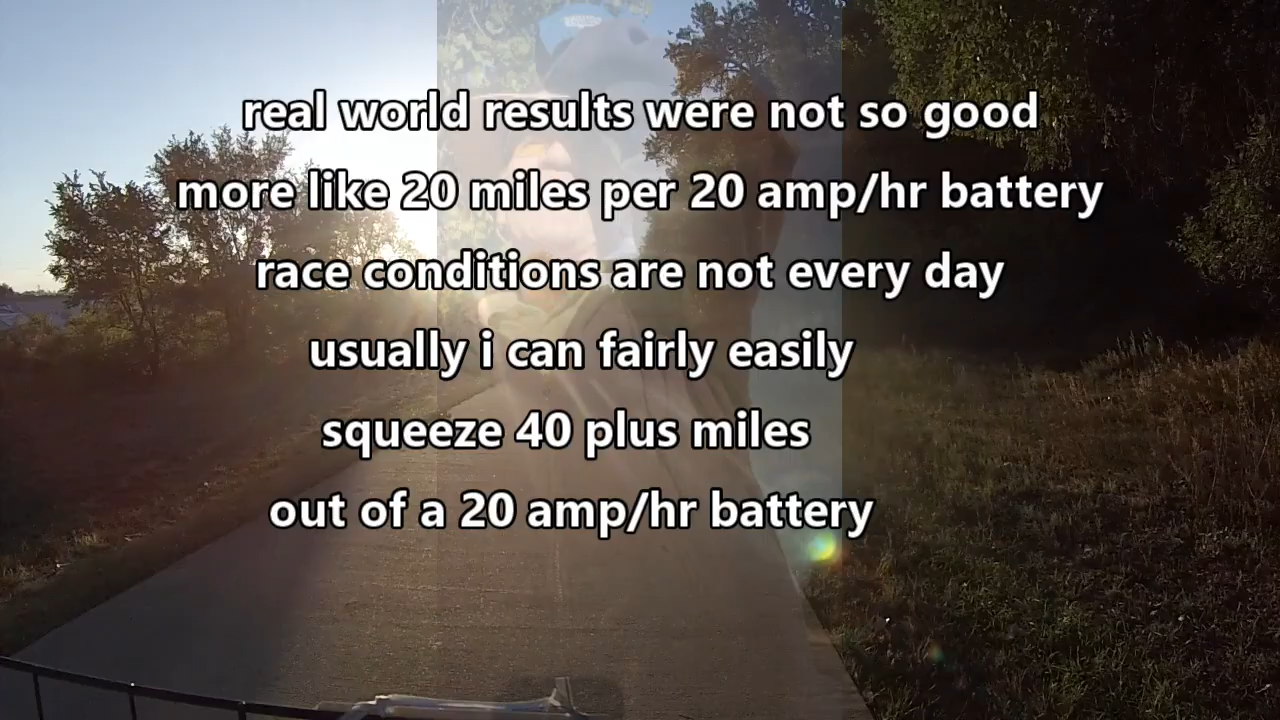 real world results were not so good
more like 20 miles per 20 amp/hr battery
race conditions are not every day
usually i can fairly easily
squeeze 40 plus miles
out of a 20 amp/hr battery